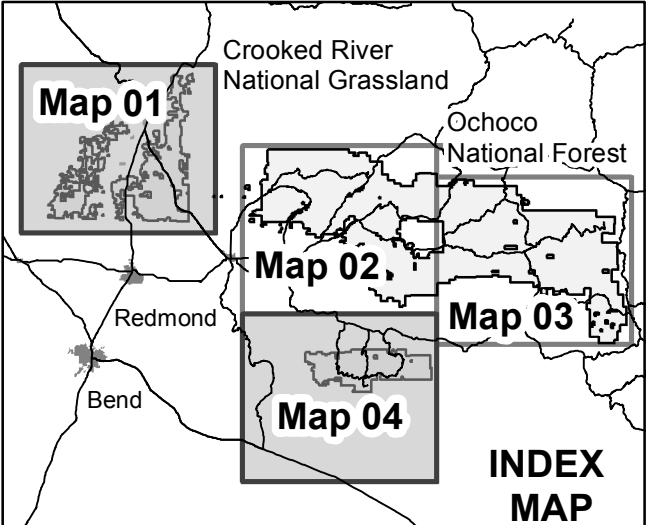 Crooked River
National Grassland
Map 01
Ochoco
National Forest
Map 02
Map 03
Redmond
Bend
Map 04
INDEX
MAP